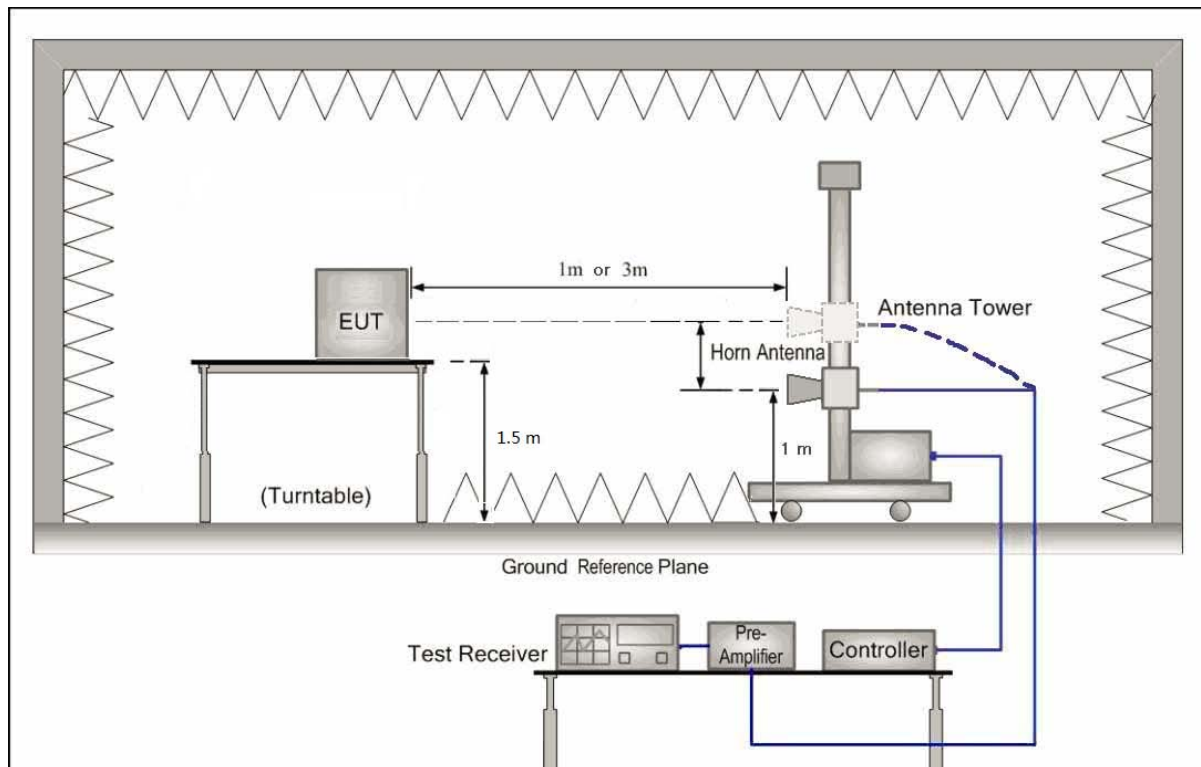 1m or 3m
EUT
Antenna Tower
Horn Antenna
1.5 m
1 m
(Turntable)
Ground Reference Plane
Test Receiver
Pre-
Amplifier
Controller